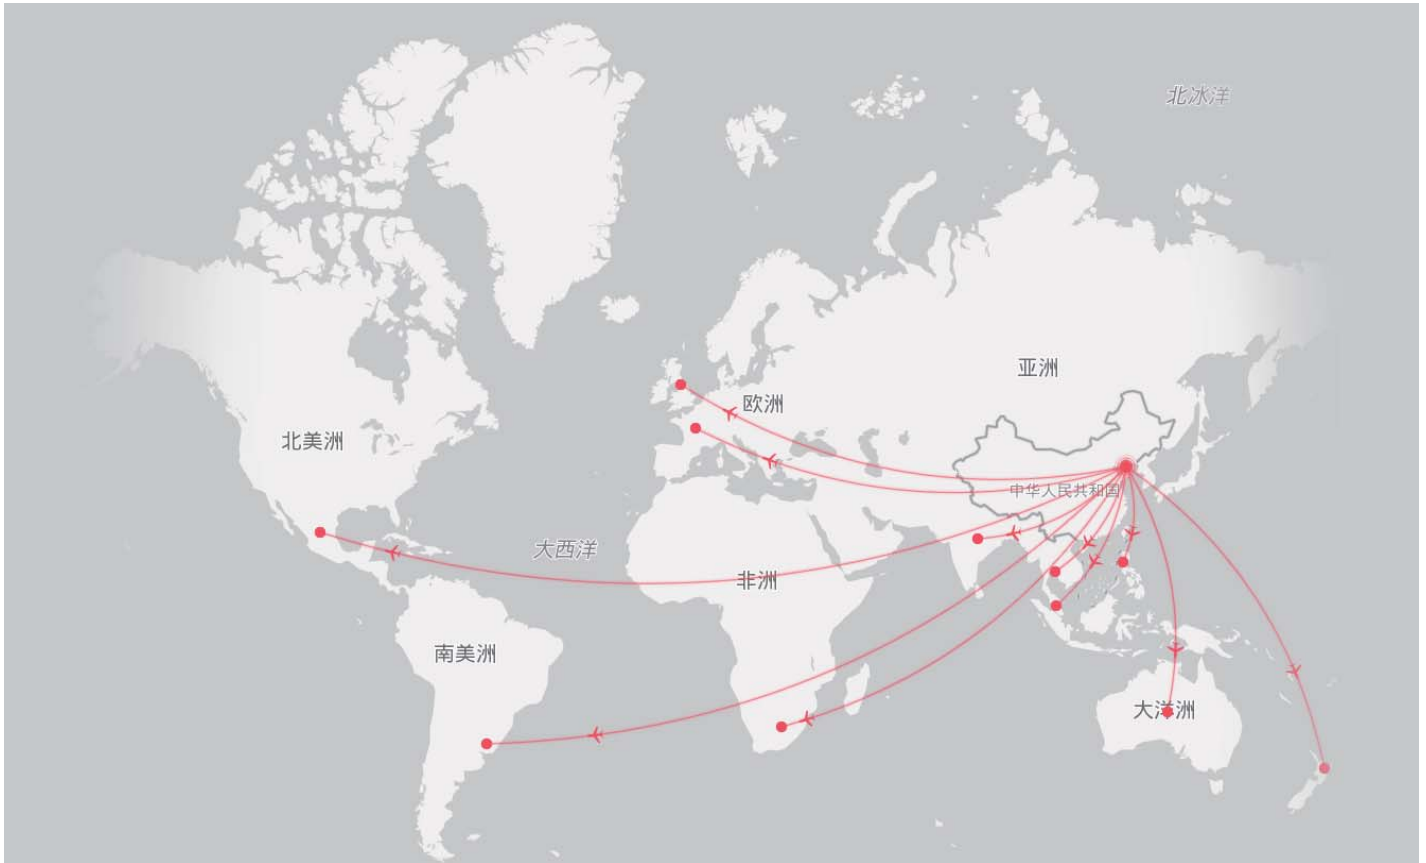 北冰洋
亚洲
欧洲
北美洲
中华人民共和国
大西洋
非洲
南美洲
大洋洲